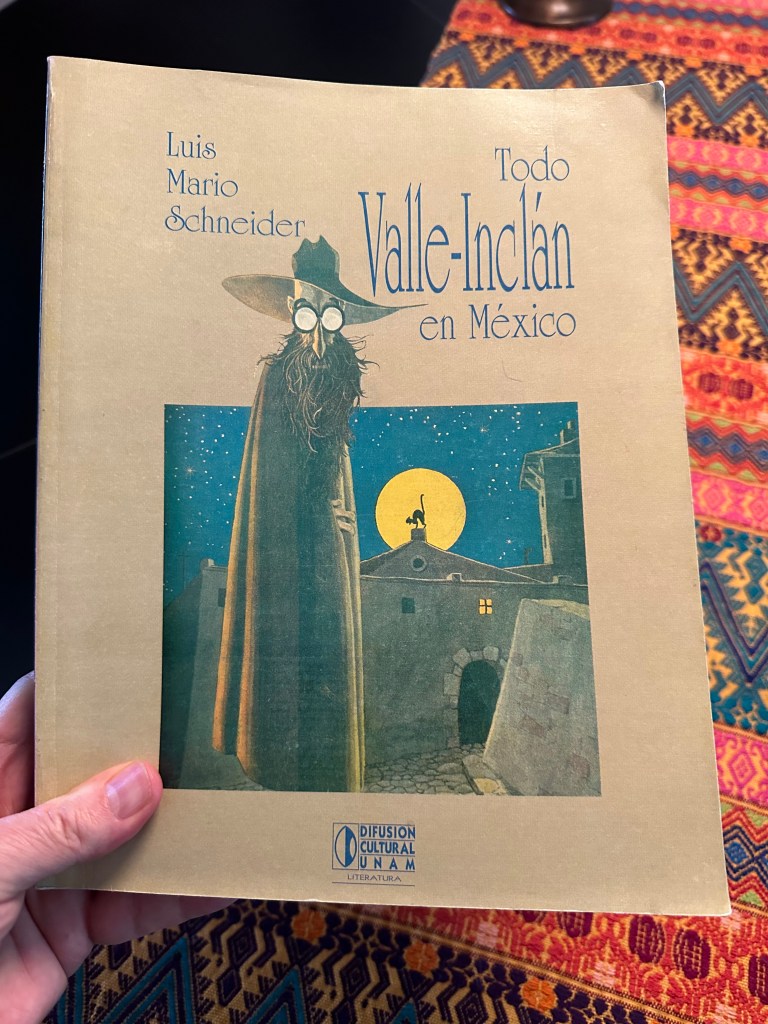 Luis
Mario
Schneider
Todo
Valle-Inclán
en México
DIFUSION
CULTURAL
UNAM
LITERATURA